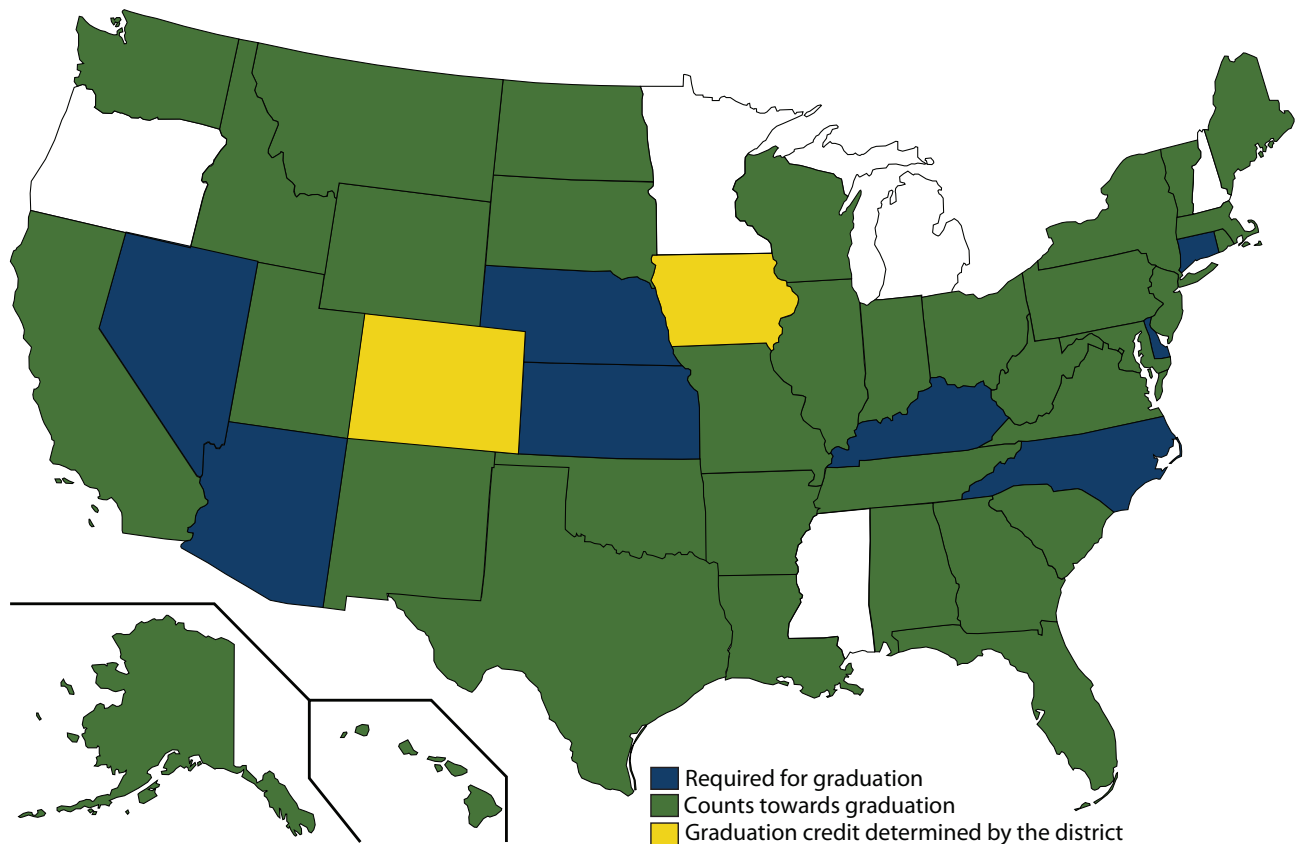 Required for graduation
Counts towards graduation
Graduation credit determined by the district